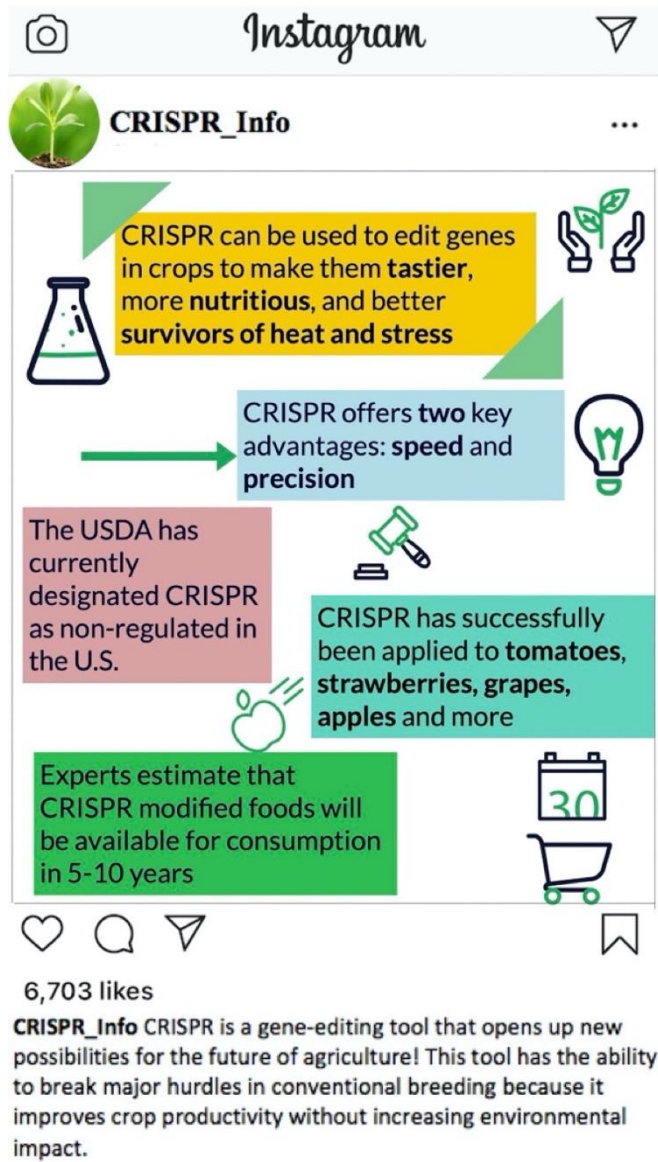 Instagram
CRISPR_Info
CRISPR can be used to edit genes
in crops to make them tastier,
more nutritious, and better
survivors of heat and stress
CRISPR offers two key
advantages: speed and
precision
The USDA has
currently
designated CRISPR
as non-regulated in
the U.S.
CRISPR has successfully
been applied to tomatoes,
strawberries, grapes,
apples and more
Experts estimate that
CRISPR modified foods will
be available for consumption
in 5-10 years
30
6,703 likes
CRISPR_Info CRISPR is a gene-editing tool that opens up new
possibilities for the future of agriculture! This tool has the ability
to break major hurdles in conventional breeding because it
improves crop productivity without increasing environmental
impact.